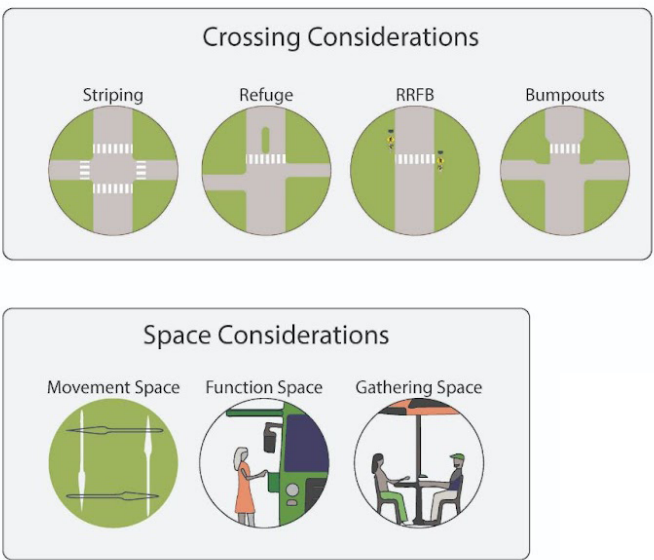 Crossing Considerations
Striping Refuge RRFB Bumpouts
Space Considerations
Movement Space Function Space Gathering Space